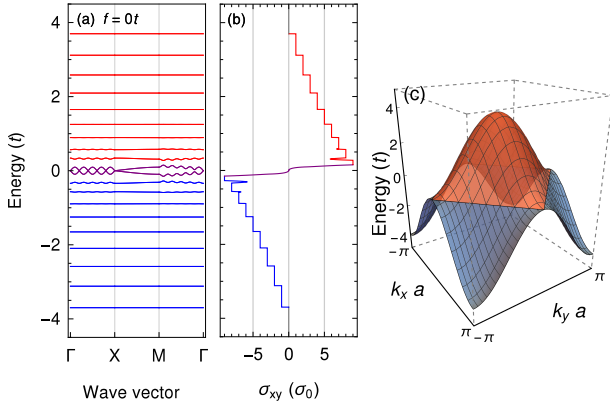 (a) f = 0t
(b)
Energy (t)
4
2
0
−2
−4
Γ X M Γ
Wave vector
−5 0 5
σxy (σ0)
(c)
Energy (t)
4
2
0
−2
−4
−π
kx a
π
−π
ky a
π